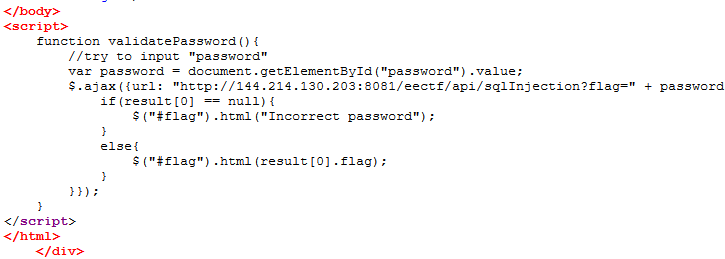 </body>
<script>
    function validatePassword(){
        //try to input "password"
        var password = document.getElementById("password").value;
        $.ajax({url: "http://144.214.130.203:8081/eectf/api/sqlInjection?flag=" + password
            if(result[0] == null){
                $("#flag").html("Incorrect password");
            }
            else{
                $("#flag").html(result[0].flag);
            }
        }});
    }
</script>
</html>
    </div>